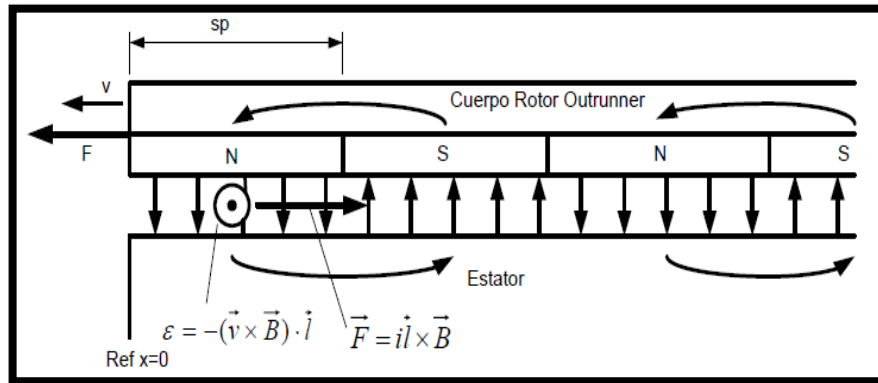 sp
v
Cuerpo Rotor Outrunner
F
N S N S
Estator
ε = −(v⃗ × B⃗) · l⃗
F⃗ = il⃗ × B⃗
Ref x=0